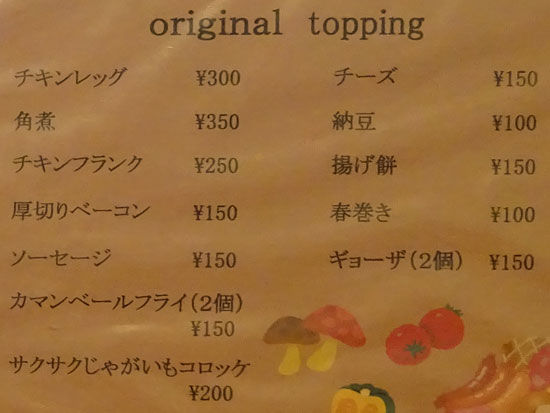 original topping
チキンレッグ ¥300
角煮 ¥350
チキンフランク ¥250
厚切りベーコン ¥150
ソーセージ ¥150
カマンベールフライ(2個)
¥150
サクサクじゃがいもコロッケ
¥200
チーズ ¥150
納豆 ¥100
揚げ餅 ¥150
春巻き ¥100
ギョーザ(2個) ¥150